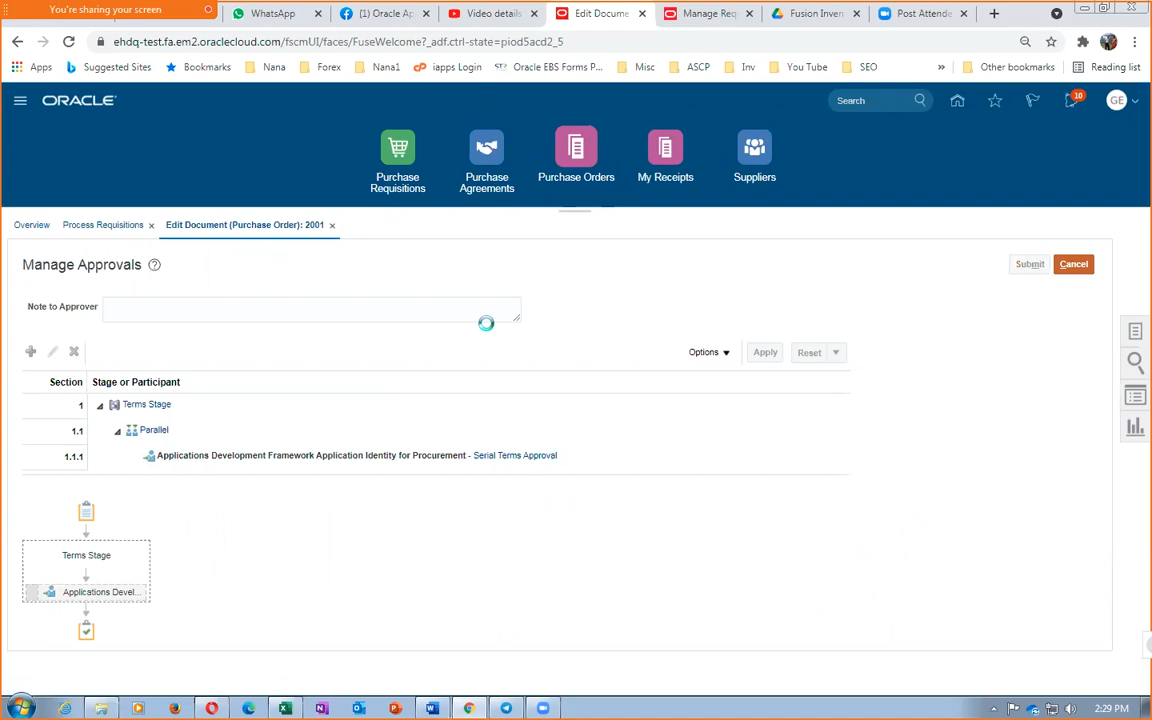 You're sharing your screen
WhatsApp
(1) Oracle Ap
Video details
Edit Docume
Manage Req
Fusion Inven
Post Attende
ehdq-test.fa.em2.oraclecloud.com/fscmUI/faces/FuseWelcome?_adf.ctrl-state=piod5acd2_5
Apps
Suggested Sites
Bookmarks
Nana
Forex
Nana1
iapps Login
Oracle EBS Forms P...
Misc
ASCP
Inv
You Tube
SEO
»
Other bookmarks
Reading list
ORACLE
Search
10
GE
Purchase
Requisitions
Purchase
Agreements
Purchase Orders
My Receipts
Suppliers
Overview
Process Requisitions
Edit Document (Purchase Order): 2001
Manage Approvals
Submit
Cancel
Note to Approver
Options
Apply
Reset
Section Stage or Participant
1 Terms Stage
1.1 Parallel
1.1.1 Applications Development Framework Application Identity for Procurement - Serial Terms Approval
Terms Stage
Applications Devel...
2:29 PM